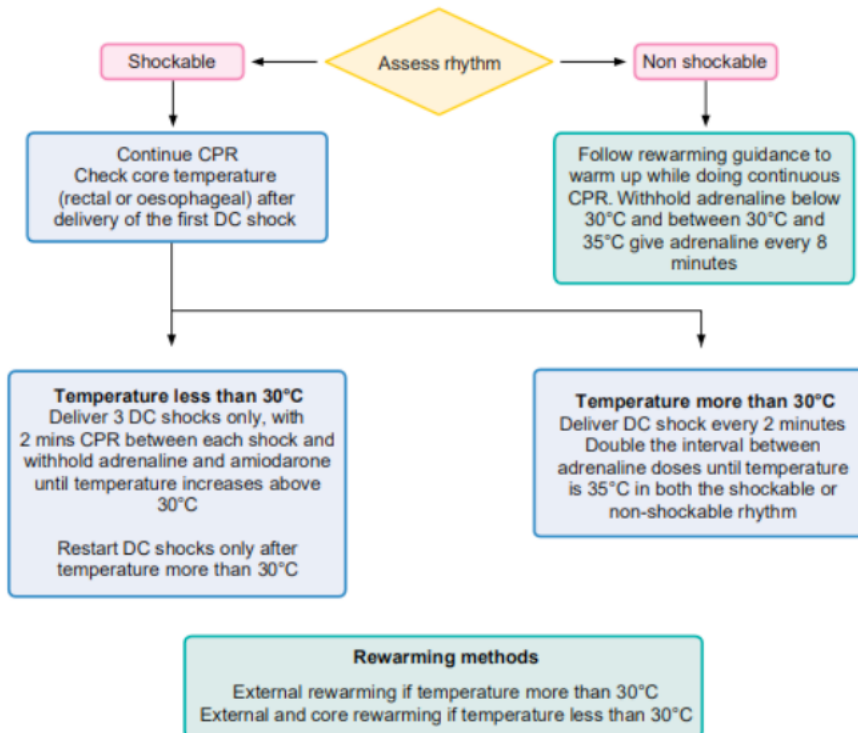 Shockable
Assess rhythm
Non shockable
Continue CPR
Check core temperature
(rectal or oesophageal) after
delivery of the first DC shock
Follow rewarming guidance to
warm up while doing continuous
CPR. Withhold adrenaline below
30°C and between 30°C and
35°C give adrenaline every 8
minutes
Temperature less than 30°C
Deliver 3 DC shocks only, with
2 mins CPR between each shock and
withhold adrenaline and amiodarone
until temperature increases above
30°C
Restart DC shocks only after
temperature more than 30°C
Temperature more than 30°C
Deliver DC shock every 2 minutes
Double the interval between
adrenaline doses until temperature
is 35°C in both the shockable or
non-shockable rhythm
Rewarming methods
External rewarming if temperature more than 30°C
External and core rewarming if temperature less than 30°C